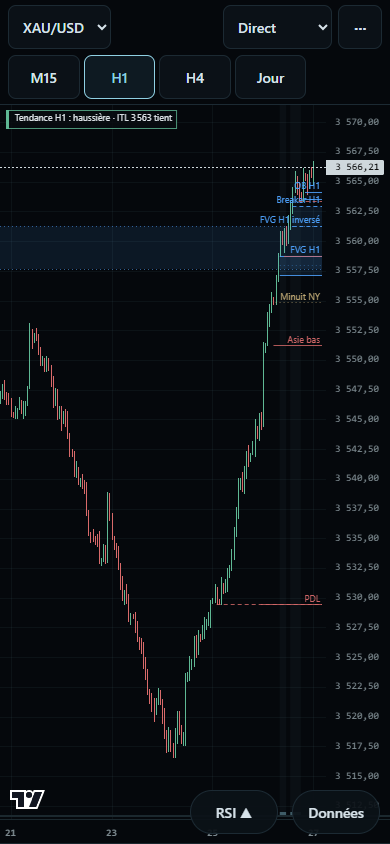 XAU/USD
Direct
...
M15
H1
H4
Jour
Tendance H1 : haussière · ITL 3 563 tient
3 570,00
3 567,50
3 566,21
3 565,00
OB H1
Breaker H1
3 562,50
FVG H1 inversé
3 560,00
FVG H1
3 557,50
Minuit NY
3 555,00
3 552,50
Asie bas
3 550,00
3 547,50
3 545,00
3 542,50
3 540,00
3 537,50
3 535,00
3 532,50
3 530,00
PDL
3 527,50
3 525,00
3 522,50
3 520,00
3 517,50
3 515,00
RSI ▲
Données
21
23